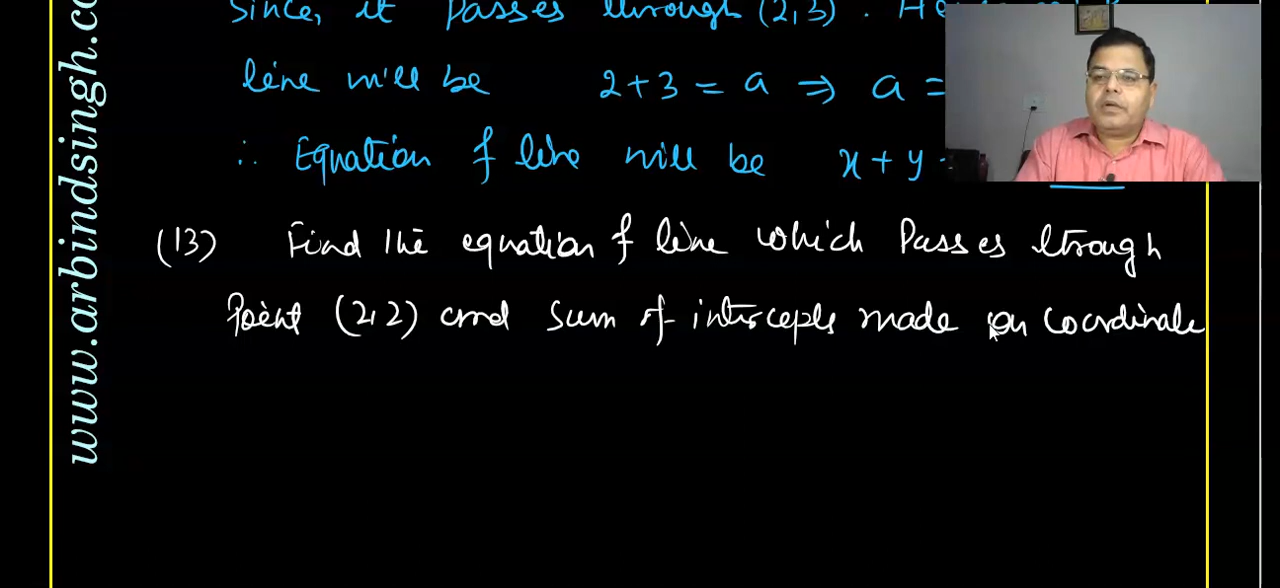 www.arbindsingh.co
Since, it passes through (2,3). 
line will be 2+3 = a ⇒ a =
∴ Equation of line will be x + y =
(13) Find the equation of line which Passes through
Point (2,2) and sum of intercepts made on coordinate